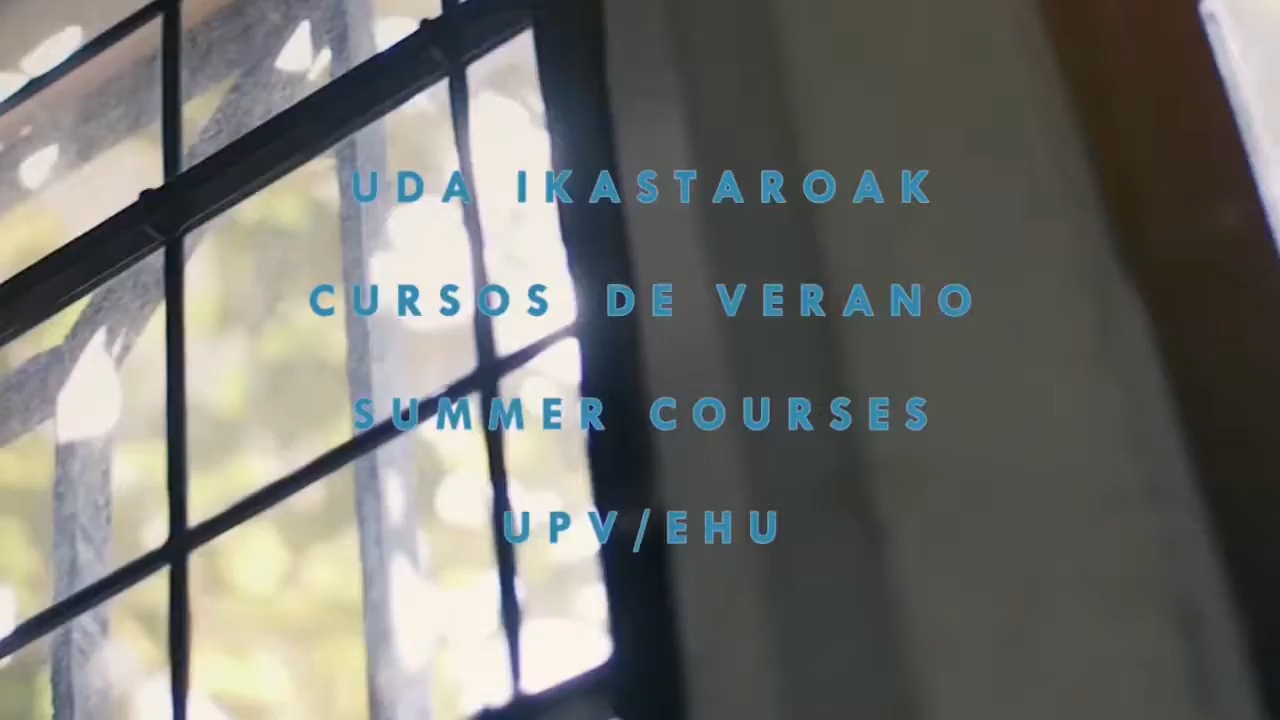 UDA IKASTAROAK
CURSOS DE VERANO
SUMMER COURSES
UPV/EHU